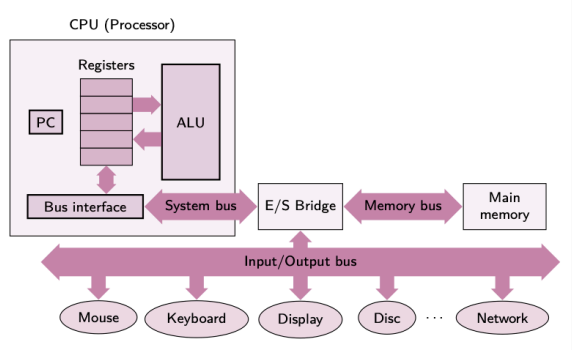 CPU (Processor)
Registers
PC
ALU
Bus interface
System bus
E/S Bridge
Memory bus
Main
memory
Input/Output bus
Mouse
Keyboard
Display
Disc
...
Network